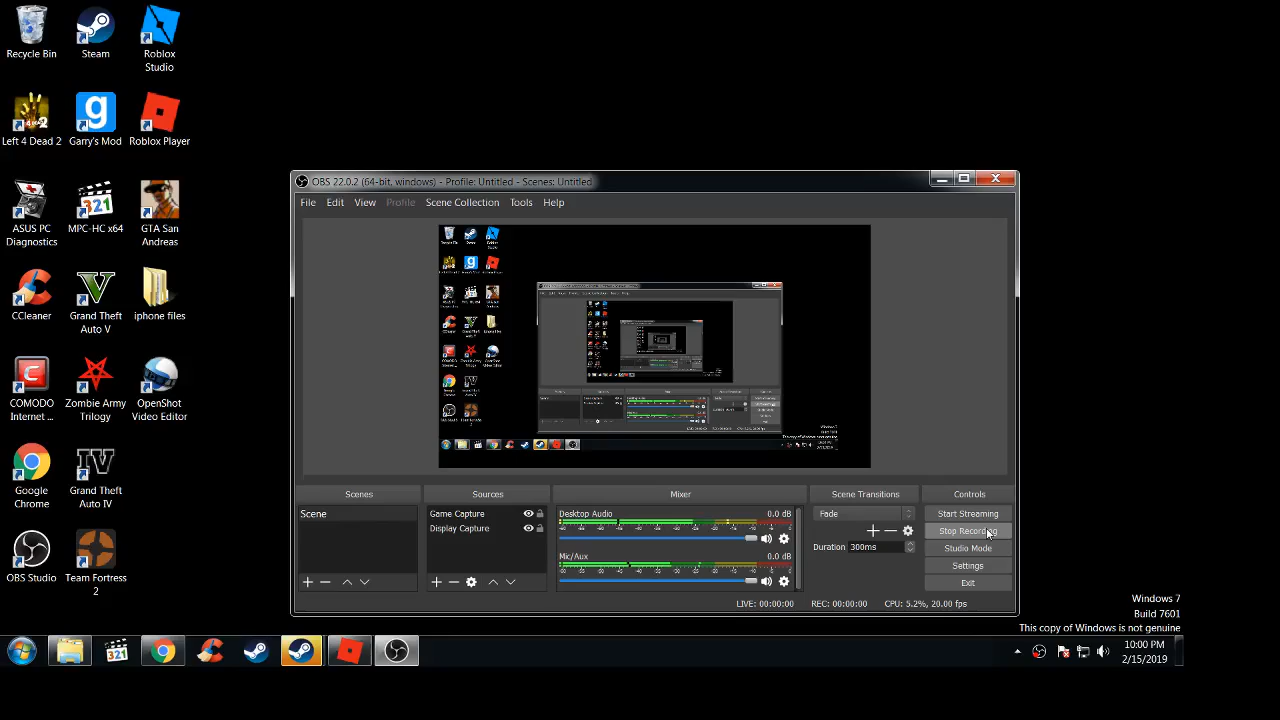 Recycle Bin
Steam
Roblox
Studio
Left 4 Dead 2
Garry's Mod
Roblox Player
ASUS PC
Diagnostics
MPC-HC x64
GTA San
Andreas
CCleaner
Grand Theft
Auto V
iphone files
COMODO
Internet ...
Zombie Army
Trilogy
OpenShot
Video Editor
Google
Chrome
Grand Theft
Auto IV
OBS Studio
Team Fortress
2
OBS 22.0.2 (64-bit, windows) - Profile: Untitled - Scenes: Untitled
File Edit View Profile Scene Collection Tools Help
Scenes
Scene
Sources
Game Capture
Display Capture
Mixer
Desktop Audio 0.0 dB
Mic/Aux 0.0 dB
Scene Transitions
Fade
Duration 300ms
Controls
Start Streaming
Stop Recording
Studio Mode
Settings
Exit
LIVE: 00:00:00 REC: 00:00:00 CPU: 5.2%, 20.00 fps
Windows 7
Build 7601
This copy of Windows is not genuine
10:00 PM
2/15/2019